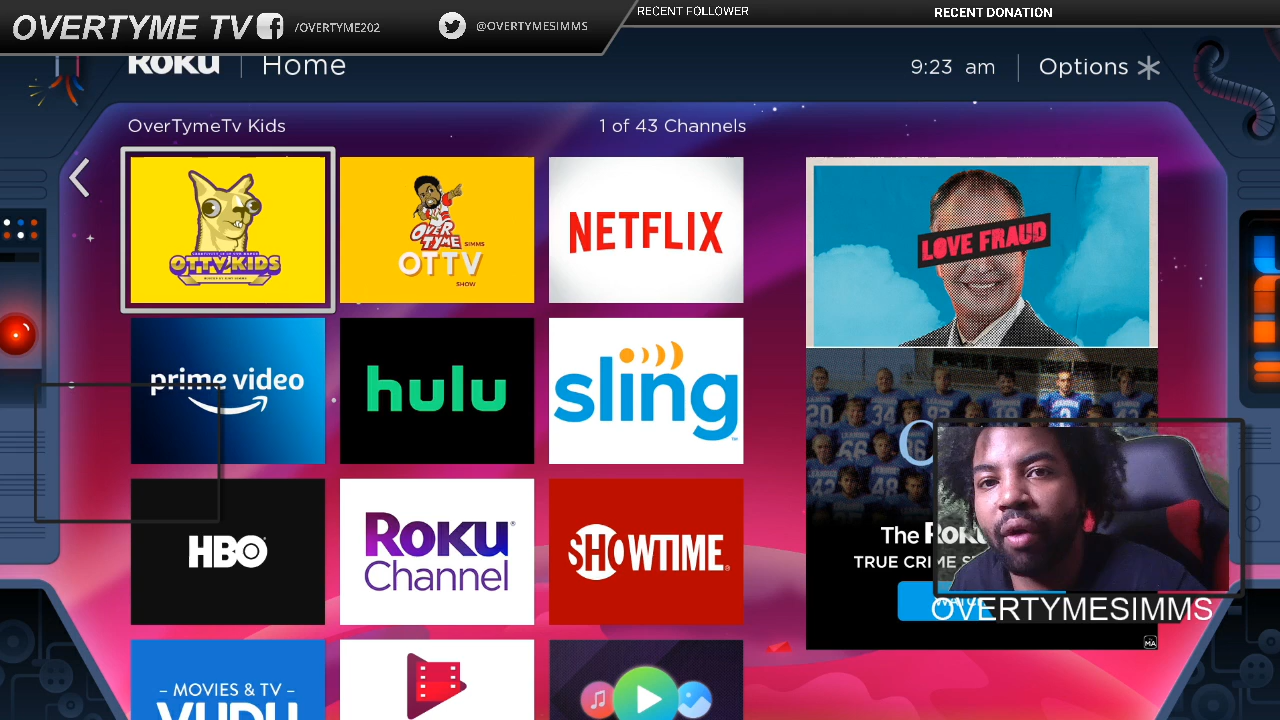 OVERTYME TV
/OVERTYME202
@OVERTYMESIMMS
RECENT FOLLOWER
RECENT DONATION
Roku
Home
9:23 am
Options
OverTymeTv Kids
1 of 43 Channels
OTTV KIDS
OVER
TYME
SIMMS
OTTV
SHOW
NETFLIX
LOVE FRAUD
prime video
hulu
sling
HBO
Roku
Channel
SHOWTIME
The Roku
TRUE CRIME
OVERTYMESIMMS
MA
– MOVIES & TV –
VUDU